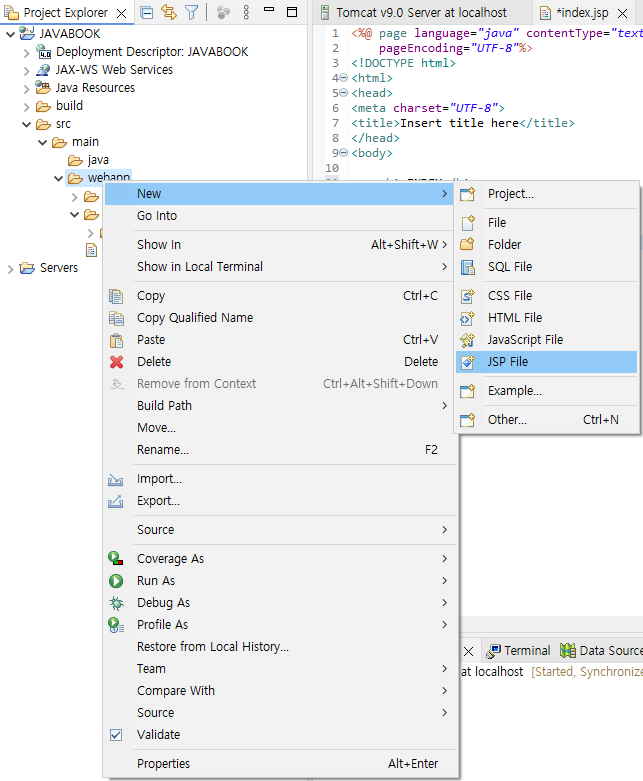 Project Explorer
JAVABOOK
Deployment Descriptor: JAVABOOK
JAX-WS Web Services
Java Resources
build
src
main
java
webapp
Servers
Tomcat v9.0 Server at localhost
*index.jsp
1 <%@ page language="java" contentType="text
2 pageEncoding="UTF-8"%>
3 <!DOCTYPE html>
4 <html>
5 <head>
6 <meta charset="UTF-8">
7 <title>Insert title here</title>
8 </head>
9 <body>
10
New
Go Into
Show In Alt+Shift+W
Show in Local Terminal
Copy Ctrl+C
Copy Qualified Name
Paste Ctrl+V
Delete Delete
Remove from Context Ctrl+Alt+Shift+Down
Build Path
Move...
Rename... F2
Import...
Export...
Source
Coverage As
Run As
Debug As
Profile As
Restore from Local History...
Team
Compare With
Source
Validate
Properties Alt+Enter
Project...
File
Folder
SQL File
CSS File
HTML File
JavaScript File
JSP File
Example...
Other... Ctrl+N
Terminal
Data Source
at localhost [Started, Synchronize